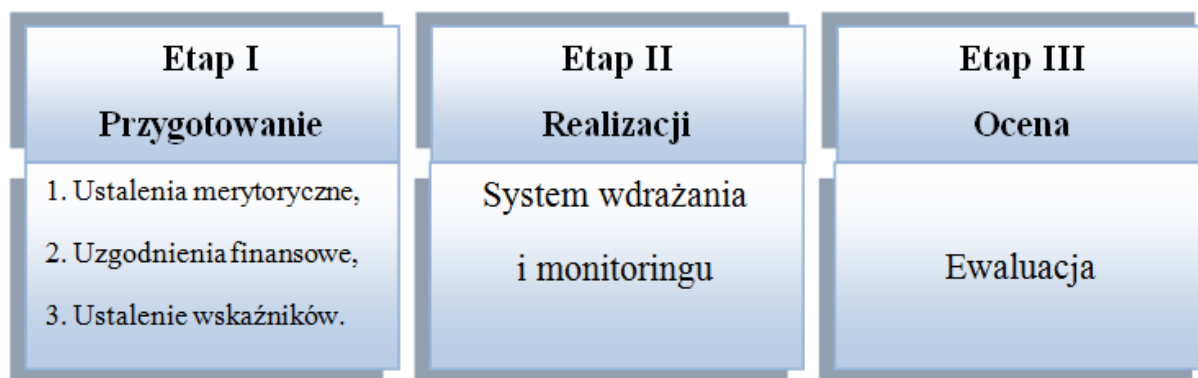 Etap I
Przygotowanie
1. Ustalenia merytoryczne,
2. Uzgodnienia finansowe,
3. Ustalenie wskaźników.
Etap II
Realizacji
System wdrażania
i monitoringu
Etap III
Ocena
Ewaluacja